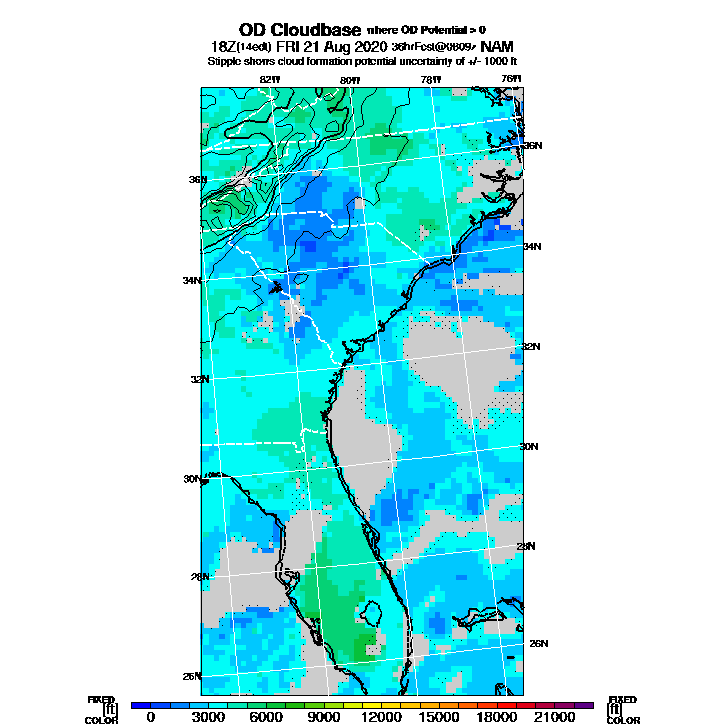 OD Cloudbase where OD Potential > 0
18Z(14edt) FRI 21 Aug 2020 36hrFcst@0809z NAM
Stipple shows cloud formation potential uncertainty of +/- 1000 ft
82W 80W 78W 76W
36N
36N
34N
34N
32N
32N
30N
30N
28N
28N
26N
26N
FIXED FIXED
[ft] 0 3000 6000 9000 12000 15000 18000 21000 [ft]
COLOR COLOR